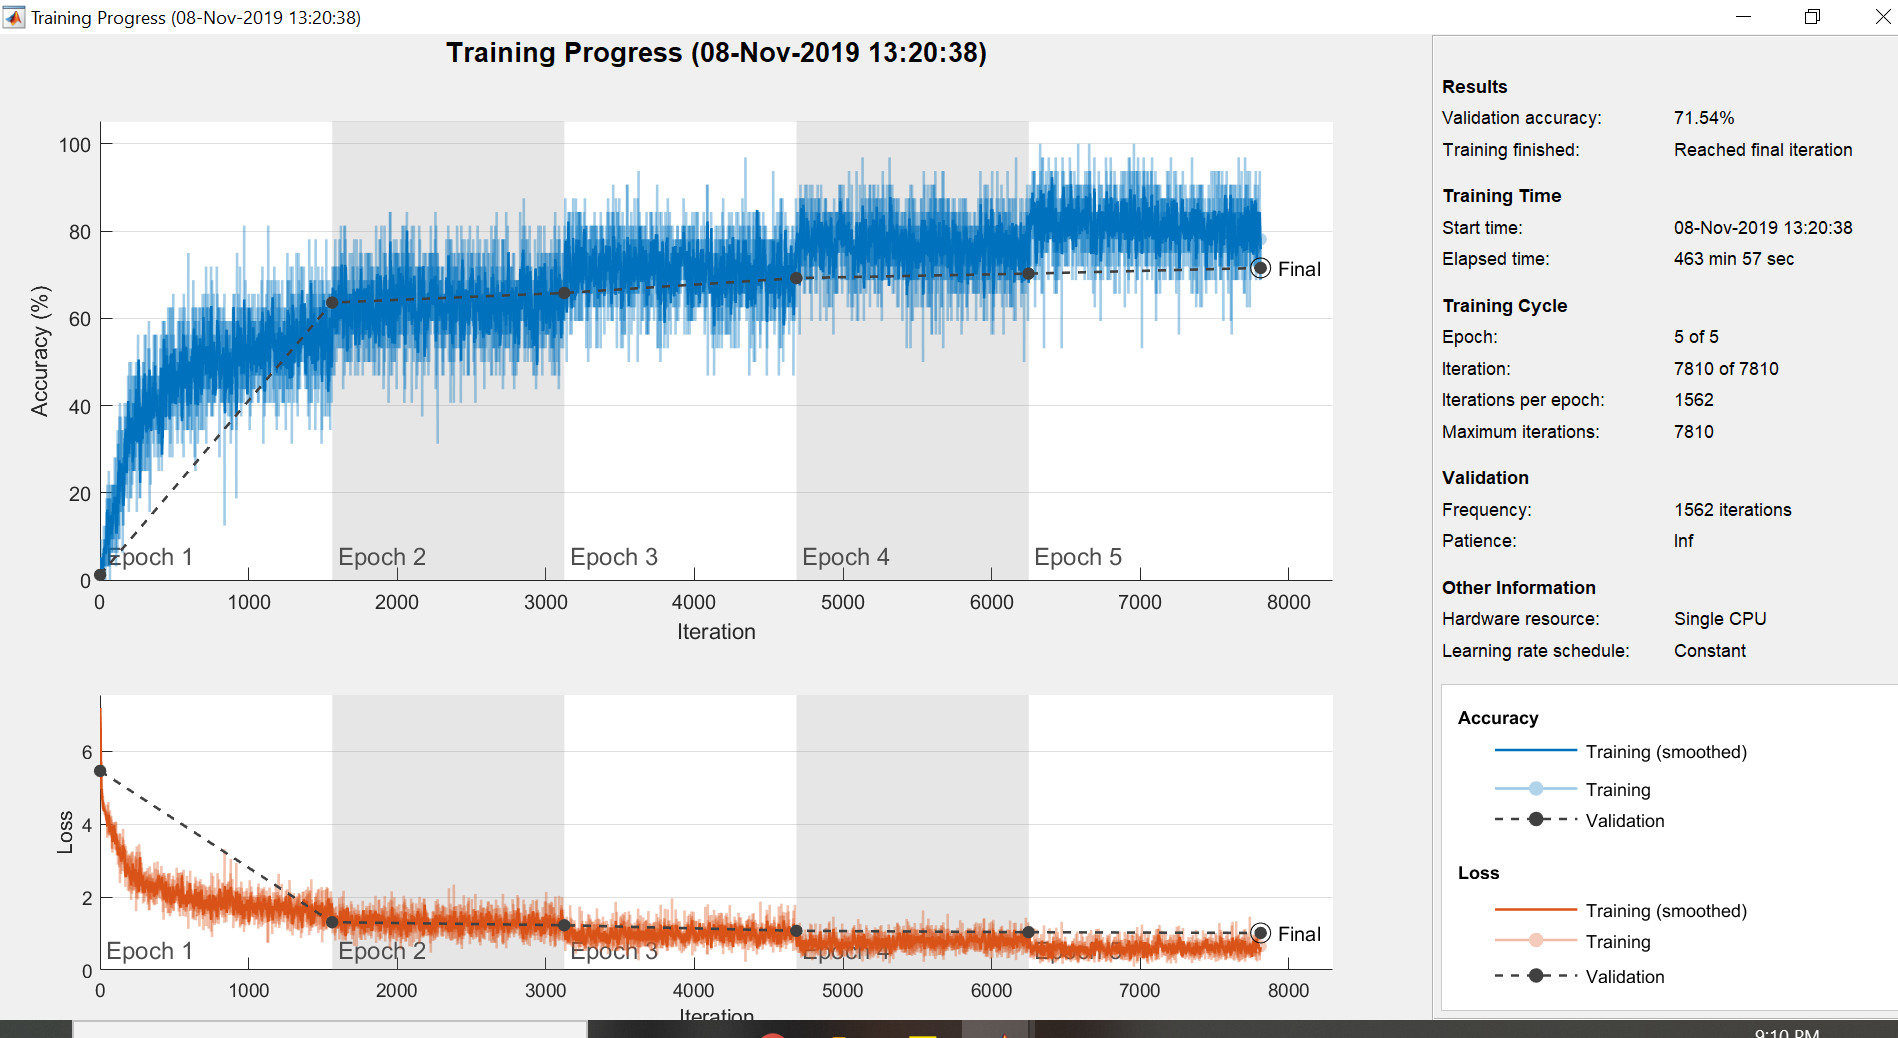 Training Progress (08-Nov-2019 13:20:38)
Training Progress (08-Nov-2019 13:20:38)
100
80
60
40
20
0
Accuracy (%)
Epoch 1
Epoch 2
Epoch 3
Epoch 4
Epoch 5
Final
0 1000 2000 3000 4000 5000 6000 7000 8000
Iteration
6
4
2
0
Loss
Epoch 1
Epoch 2
Epoch 3
Epoch 4
Epoch 5
Final
0 1000 2000 3000 4000 5000 6000 7000 8000
Iteration
Results
Validation accuracy: 71.54%
Training finished: Reached final iteration
Training Time
Start time: 08-Nov-2019 13:20:38
Elapsed time: 463 min 57 sec
Training Cycle
Epoch: 5 of 5
Iteration: 7810 of 7810
Iterations per epoch: 1562
Maximum iterations: 7810
Validation
Frequency: 1562 iterations
Patience: Inf
Other Information
Hardware resource: Single CPU
Learning rate schedule: Constant
Accuracy
Training (smoothed)
Training
Validation
Loss
Training (smoothed)
Training
Validation
9:10 PM